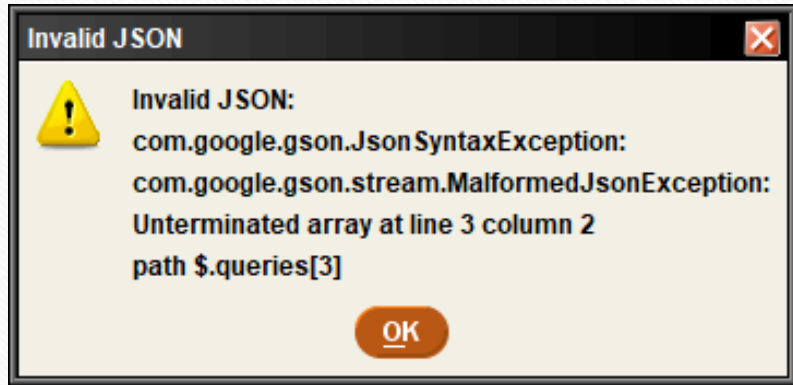 Invalid JSON
Invalid JSON:
com.google.gson.JsonSyntaxException:
com.google.gson.stream.MalformedJsonException:
Unterminated array at line 3 column 2
path $.queries[3]
OK